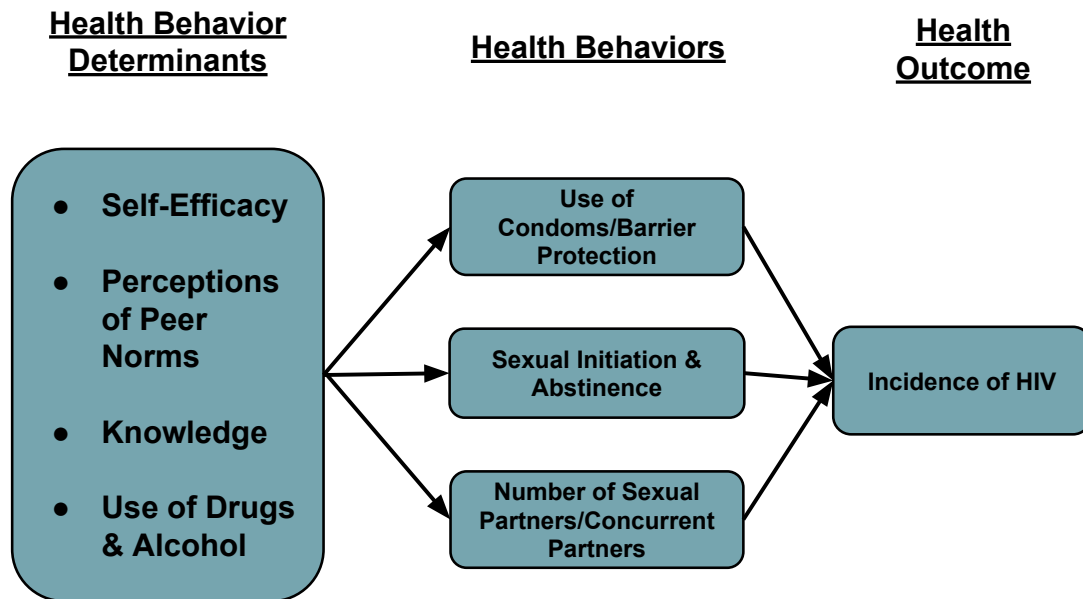 Health Behavior
Determinants
Health Behaviors
Health
Outcome
● Self-Efficacy
● Perceptions
of Peer
Norms
● Knowledge
● Use of Drugs
& Alcohol
Use of
Condoms/Barrier
Protection
Sexual Initiation &
Abstinence
Number of Sexual
Partners/Concurrent
Partners
Incidence of HIV